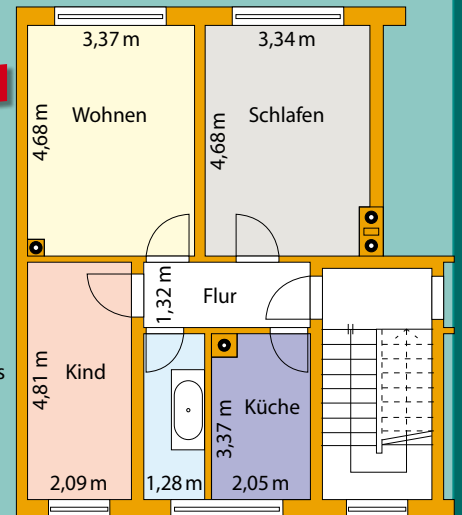 3,37 m
3,34 m
4,68 m
Wohnen
4,68 m
Schlafen
1,32 m
Flur
4,81 m
Kind
3,37 m
Küche
2,09 m
1,28 m
2,05 m
s